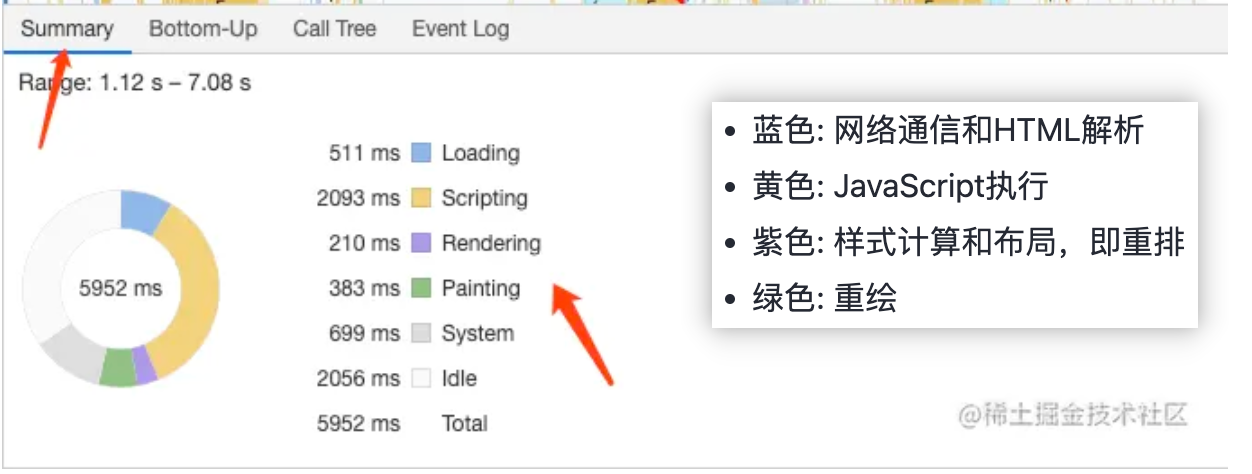 Summary Bottom-Up Call Tree Event Log
Range: 1.12 s – 7.08 s
511 ms Loading
2093 ms Scripting
210 ms Rendering
383 ms Painting
699 ms System
2056 ms Idle
5952 ms Total
5952 ms
• 蓝色: 网络通信和HTML解析
• 黄色: JavaScript执行
• 紫色: 样式计算和布局，即重排
• 绿色: 重绘
@稀土掘金技术社区